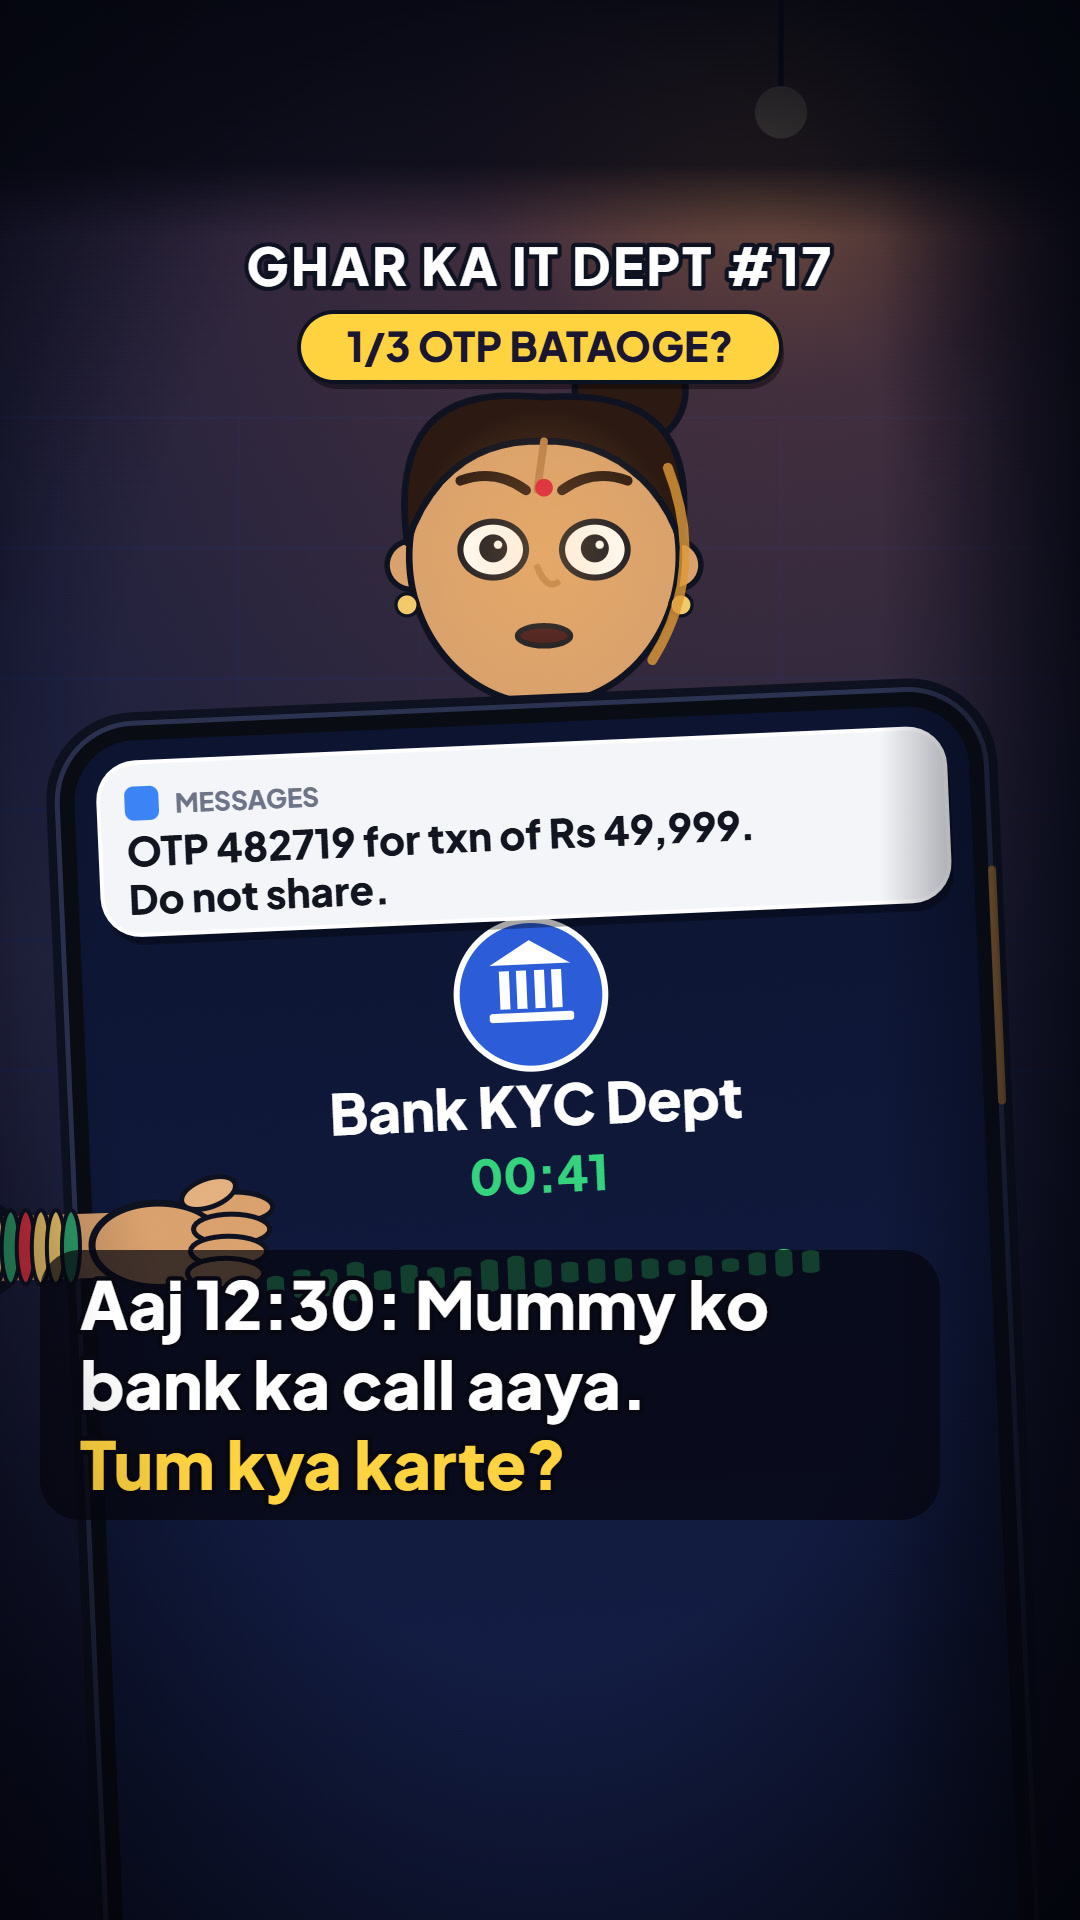 GHAR KA IT DEPT #17
1/3 OTP BATAOGE?
MESSAGES
OTP 482719 for txn of Rs 49,999.
Do not share.
Bank KYC Dept
00:41
Aaj 12:30: Mummy ko
bank ka call aaya.
Tum kya karte?